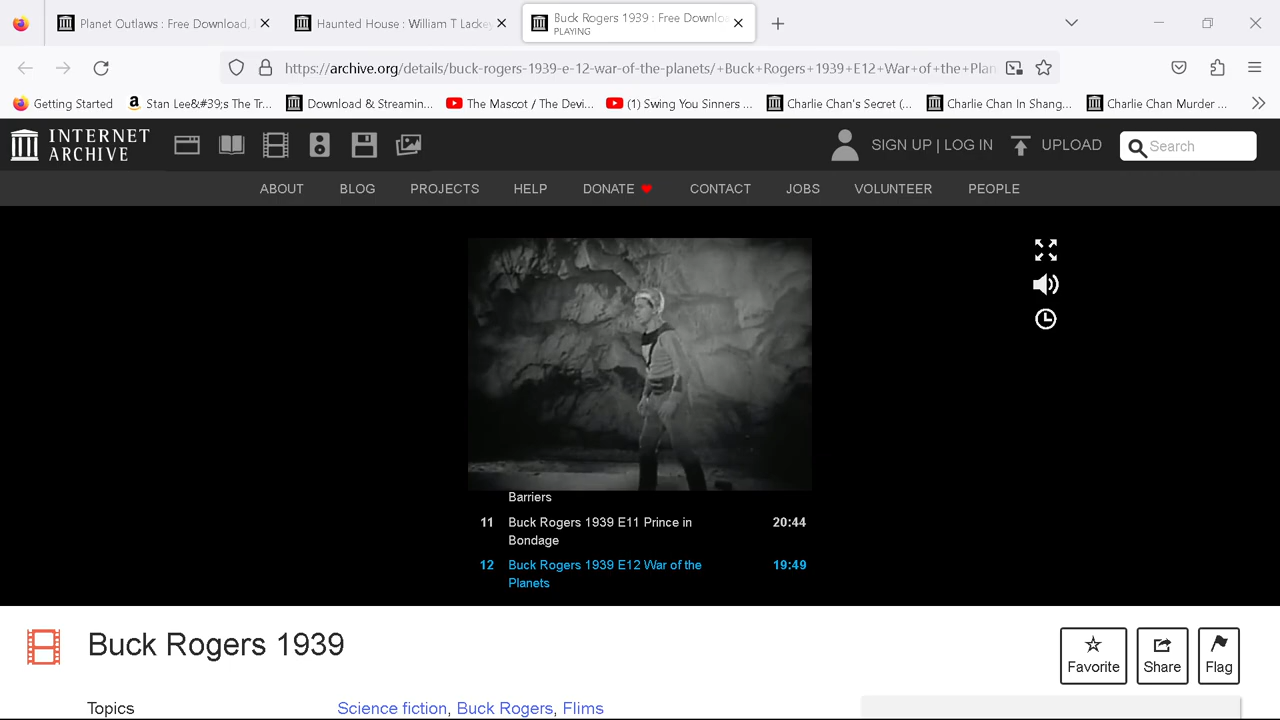 Planet Outlaws : Free Download,
Haunted House : William T Lackey
Buck Rogers 1939 : Free Downloa
PLAYING
https://archive.org/details/buck-rogers-1939-e-12-war-of-the-planets/+Buck+Rogers+1939+E12+War+of+the+Plan
Getting Started
Stan Lee&#39;s The Tr...
Download & Streamin...
The Mascot / The Devi...
(1) Swing You Sinners ...
Charlie Chan's Secret (...
Charlie Chan In Shang...
Charlie Chan Murder ...
INTERNET
ARCHIVE
SIGN UP | LOG IN
UPLOAD
Search
ABOUT
BLOG
PROJECTS
HELP
DONATE
CONTACT
JOBS
VOLUNTEER
PEOPLE
Barriers
11 Buck Rogers 1939 E11 Prince in 20:44
Bondage
12 Buck Rogers 1939 E12 War of the 19:49
Planets
Buck Rogers 1939
Favorite
Share
Flag
Topics Science fiction, Buck Rogers, Flims